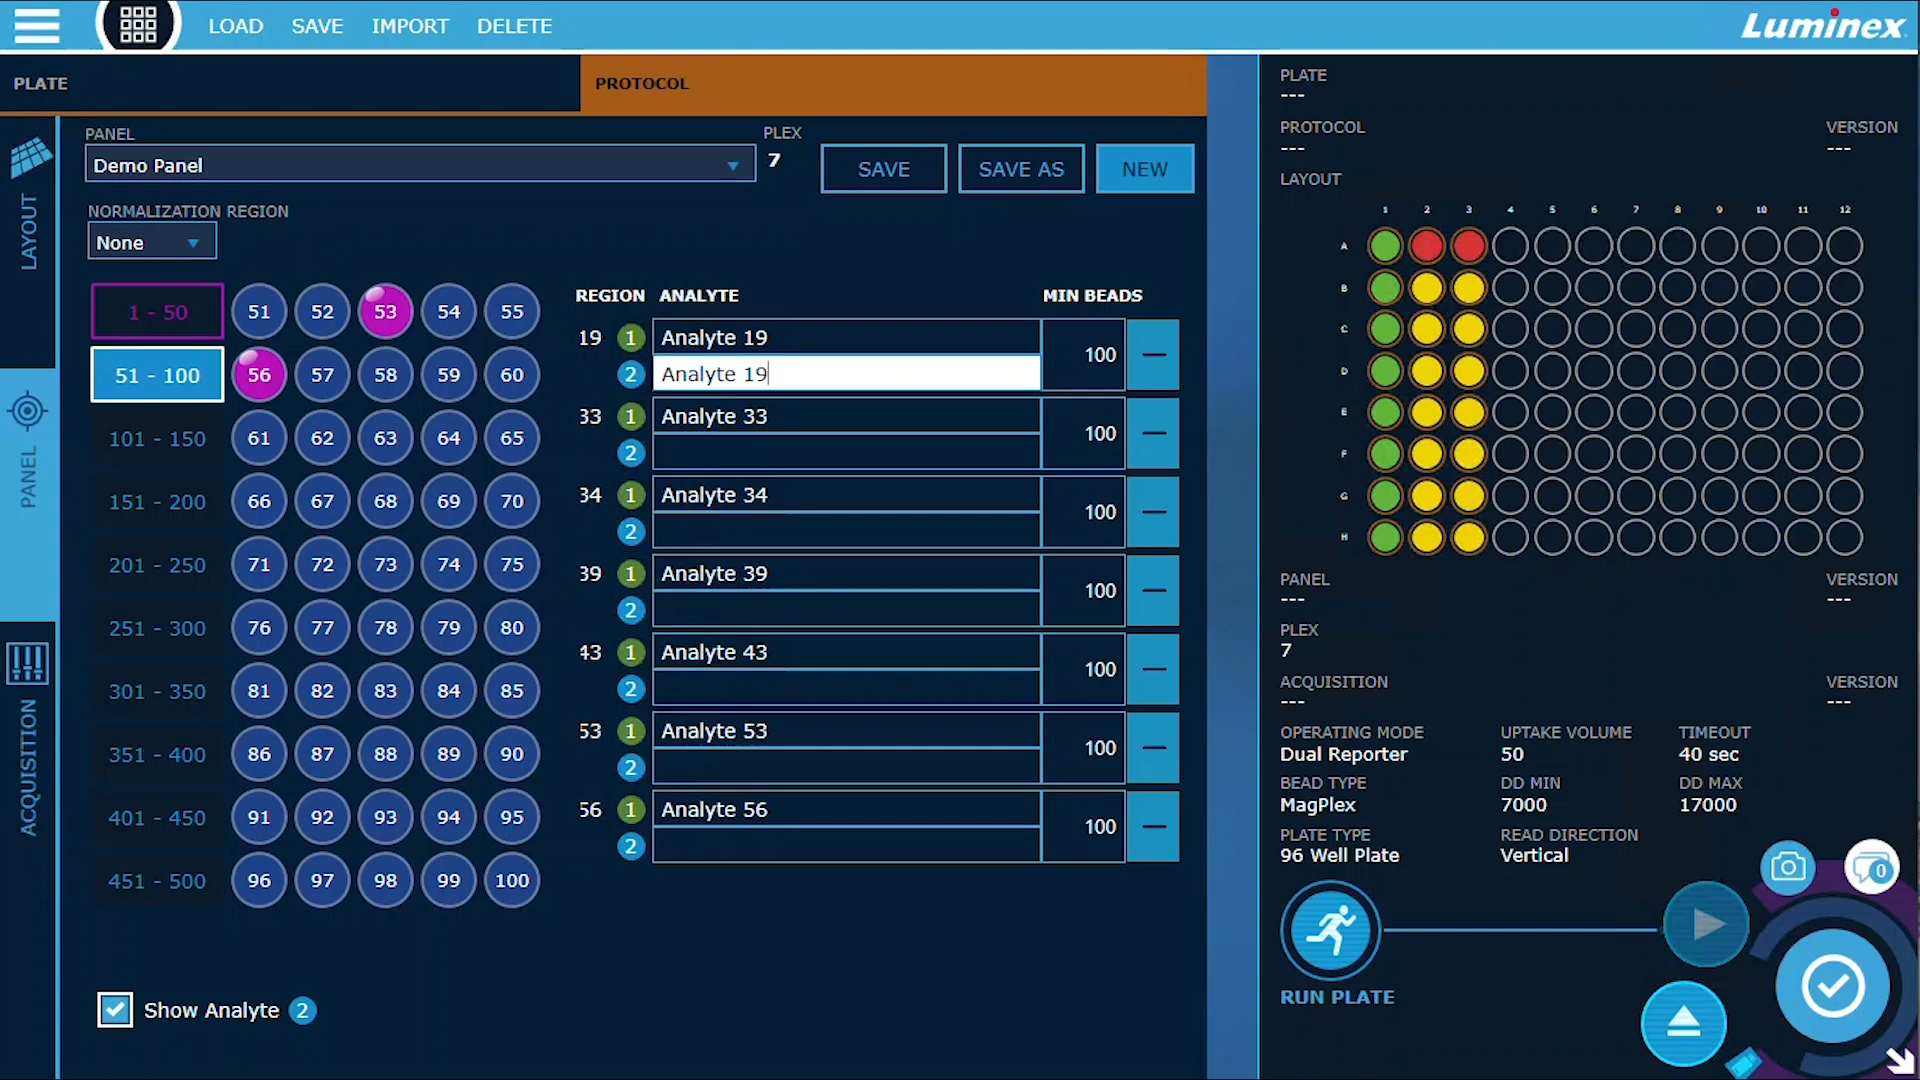 LOAD SAVE IMPORT DELETE
Luminex
PLATE PROTOCOL
LAYOUT
PANEL
ACQUISITION
PANEL PLEX
Demo Panel 7 SAVE SAVE AS NEW
NORMALIZATION REGION
None
REGION ANALYTE MIN BEADS
1 - 50 51 52 53 54 55
51 - 100 56 57 58 59 60
101 - 150 61 62 63 64 65
151 - 200 66 67 68 69 70
201 - 250 71 72 73 74 75
251 - 300 76 77 78 79 80
301 - 350 81 82 83 84 85
351 - 400 86 87 88 89 90
401 - 450 91 92 93 94 95
451 - 500 96 97 98 99 100
19 1 Analyte 19 100
2 Analyte 19
33 1 Analyte 33 100
2
34 1 Analyte 34 100
2
39 1 Analyte 39 100
2
43 1 Analyte 43 100
2
53 1 Analyte 53 100
2
56 1 Analyte 56 100
2
Show Analyte 2
PLATE
---
PROTOCOL VERSION
--- ---
LAYOUT
1 2 3 4 5 6 7 8 9 10 11 12
A
B
C
D
E
F
G
H
PANEL VERSION
--- ---
PLEX
7
ACQUISITION VERSION
--- ---
OPERATING MODE UPTAKE VOLUME TIMEOUT
Dual Reporter 50 40 sec
BEAD TYPE DD MIN DD MAX
MagPlex 7000 17000
PLATE TYPE READ DIRECTION
96 Well Plate Vertical
0
RUN PLATE